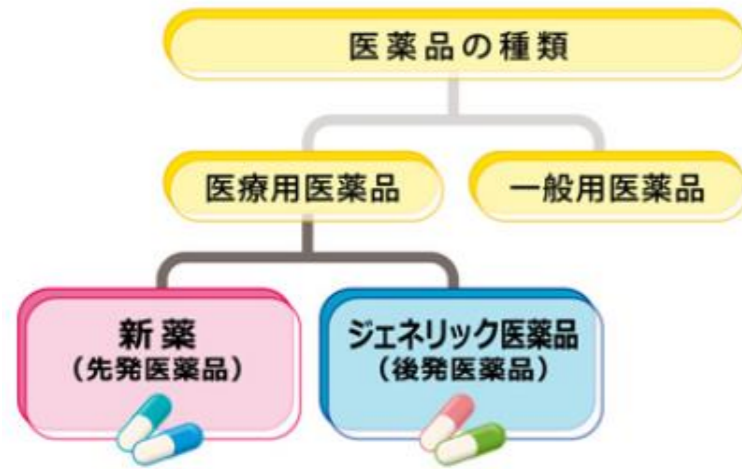 医薬品の種類
医療用医薬品
一般用医薬品
新薬
(先発医薬品)
ジェネリック医薬品
(後発医薬品)